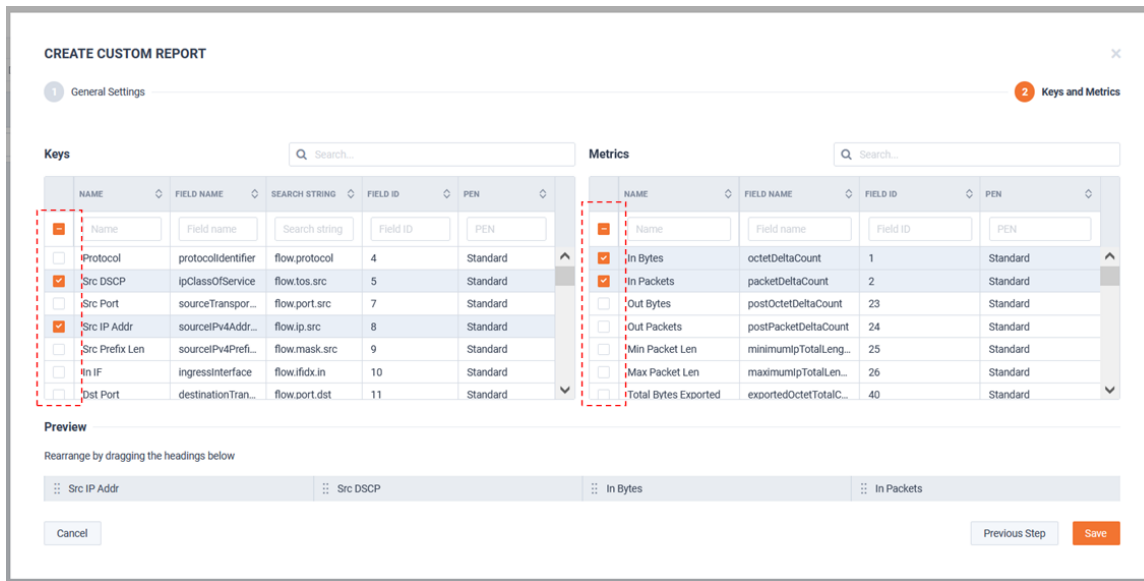 CREATE CUSTOM REPORT
1 General Settings
2 Keys and Metrics
Keys
Search...
NAME FIELD NAME SEARCH STRING FIELD ID PEN
Name Field name Search string Field ID PEN
Protocol protocolIdentifier flow.protocol 4 Standard
Src DSCP ipClassOfService flow.tos.src 5 Standard
Src Port sourceTranspor... flow.port.src 7 Standard
Src IP Addr sourceIPv4Addr... flow.ip.src 8 Standard
Src Prefix Len sourceIPv4Prefi... flow.mask.src 9 Standard
In IF ingressInterface flow.ifidx.in 10 Standard
Dst Port destinationTran... flow.port.dst 11 Standard
Metrics
Search...
NAME FIELD NAME FIELD ID PEN
Name Field name Field ID PEN
In Bytes octetDeltaCount 1 Standard
In Packets packetDeltaCount 2 Standard
Out Bytes postOctetDeltaCount 23 Standard
Out Packets postPacketDeltaCount 24 Standard
Min Packet Len minimumIpTotalLeng... 25 Standard
Max Packet Len maximumIpTotalLen... 26 Standard
Total Bytes Exported exportedOctetTotalC... 40 Standard
Preview
Rearrange by dragging the headings below
Src IP Addr Src DSCP In Bytes In Packets
Cancel Previous Step Save